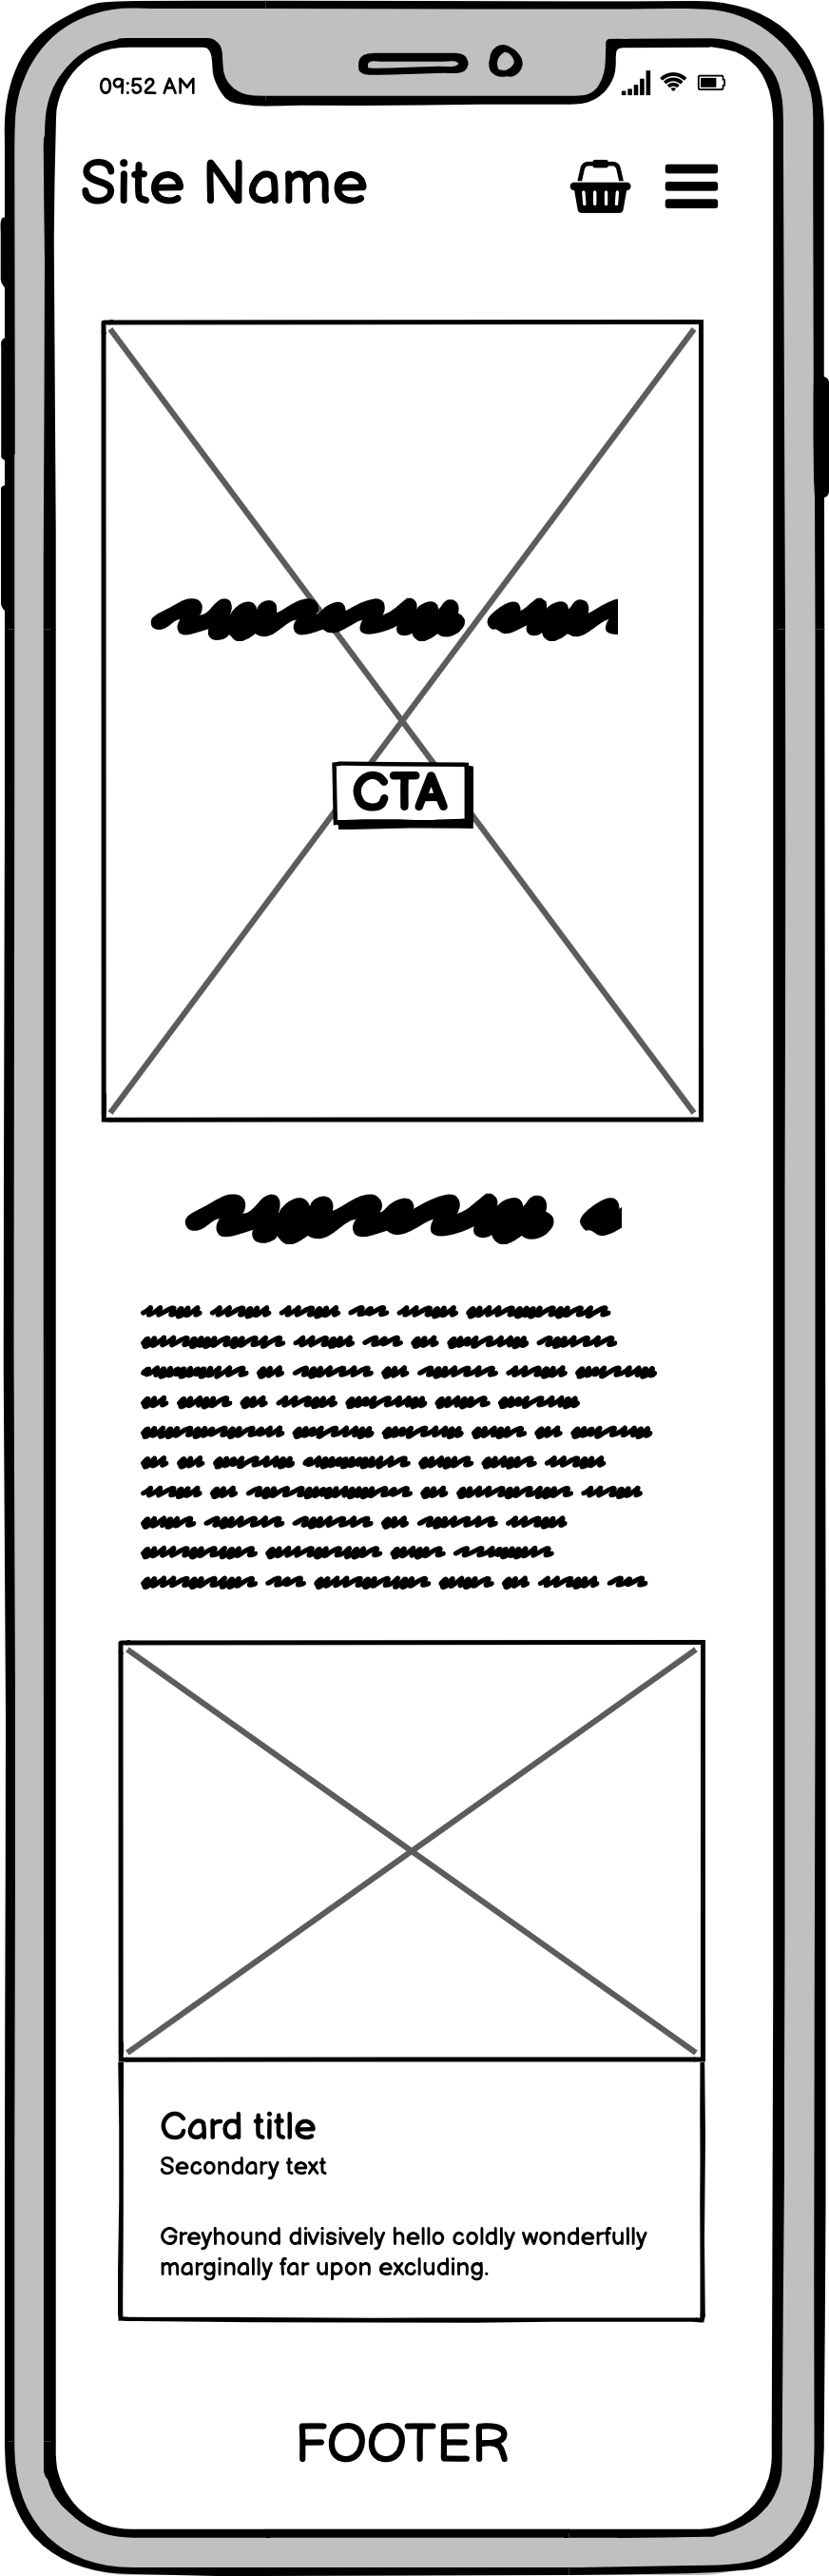 09:52 AM
Site Name
CTA
Card title
Secondary text
Greyhound divisively hello coldly wonderfully
marginally far upon excluding.
FOOTER